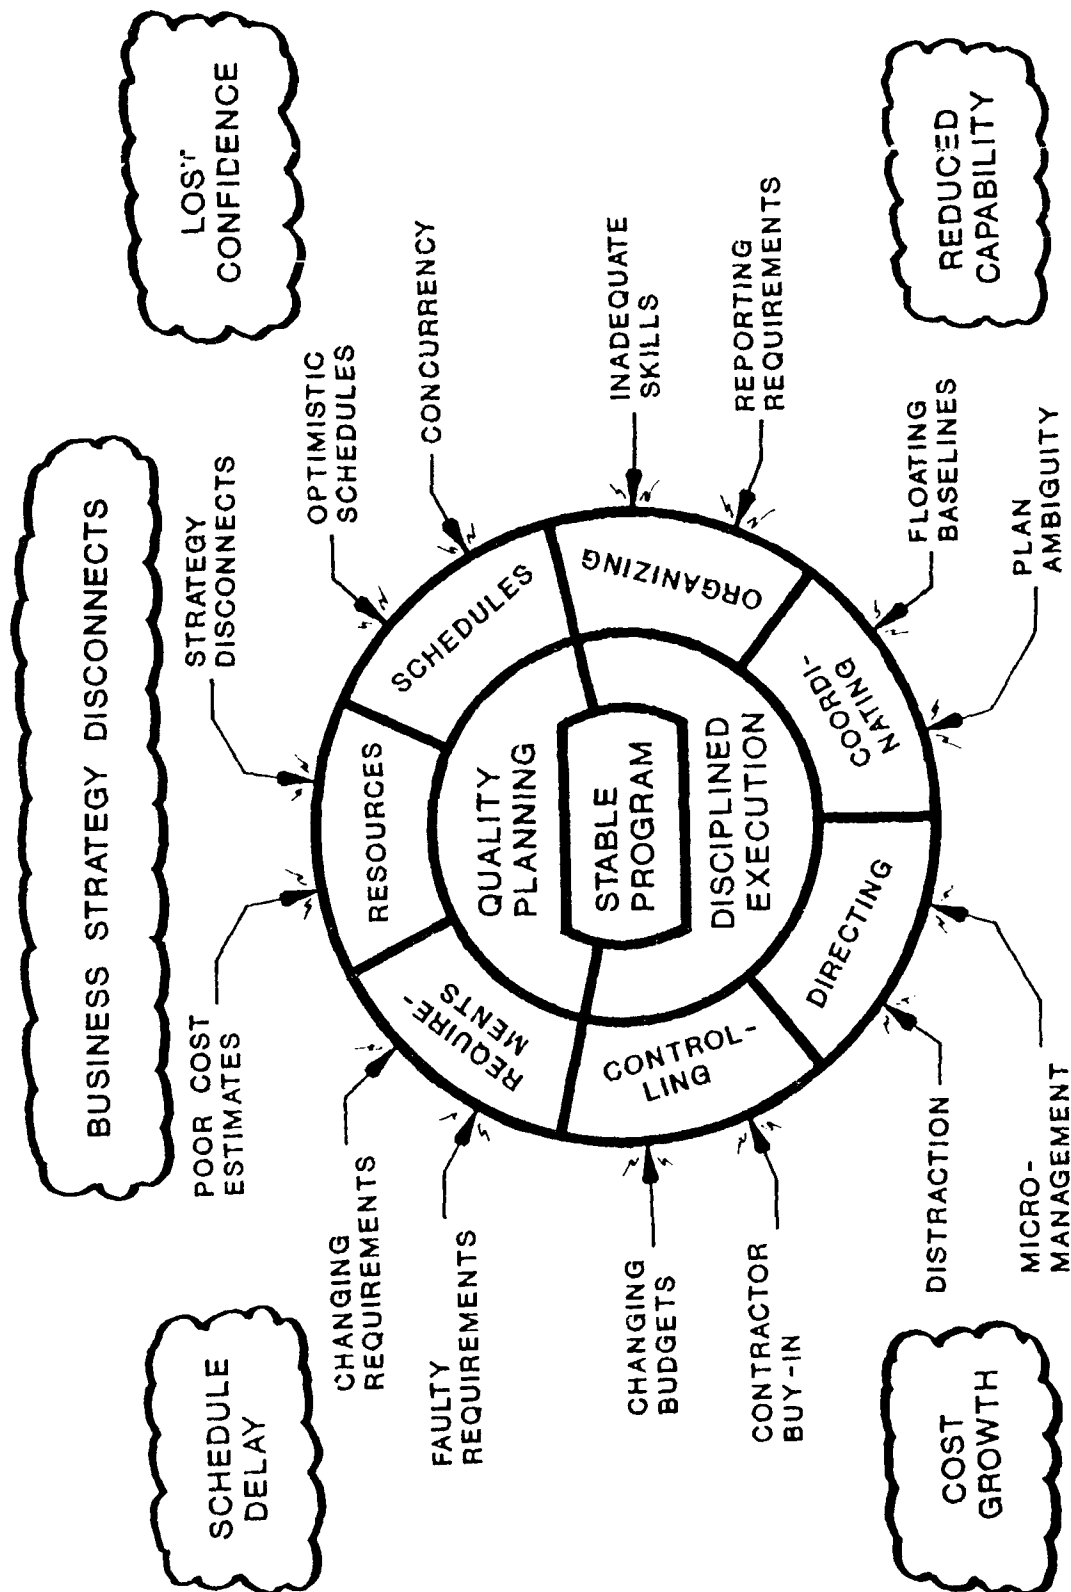 BUSINESS STRATEGY DISCONNECTS
SCHEDULE
DELAY
LOST
CONFIDENCE
POOR COST
ESTIMATES
STRATEGY
DISCONNECTS
CHANGING
REQUIREMENTS
OPTIMISTIC
SCHEDULES
FAULTY
REQUIREMENTS
CONCURRENCY
RESOURCES
REQUIRE-
MENTS
SCHEDULES
QUALITY
PLANNING
STABLE
PROGRAM
DISCIPLINED
EXECUTION
CONTROL-
LING
ORGANIZING
DIRECTING
COORDI-
NATING
CHANGING
BUDGETS
INADEQUATE
SKILLS
CONTRACTOR
BUY-IN
REPORTING
REQUIREMENTS
DISTRACTION
FLOATING
BASELINES
MICRO-
MANAGEMENT
PLAN
AMBIGUITY
COST
GROWTH
REDUCED
CAPABILITY